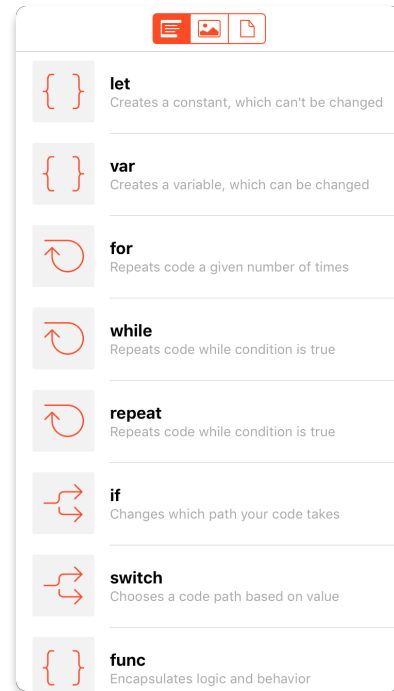 let
Creates a constant, which can't be changed
var
Creates a variable, which can be changed
for
Repeats code a given number of times
while
Repeats code while condition is true
repeat
Repeats code while condition is true
if
Changes which path your code takes
switch
Chooses a code path based on value
func
Encapsulates logic and behavior